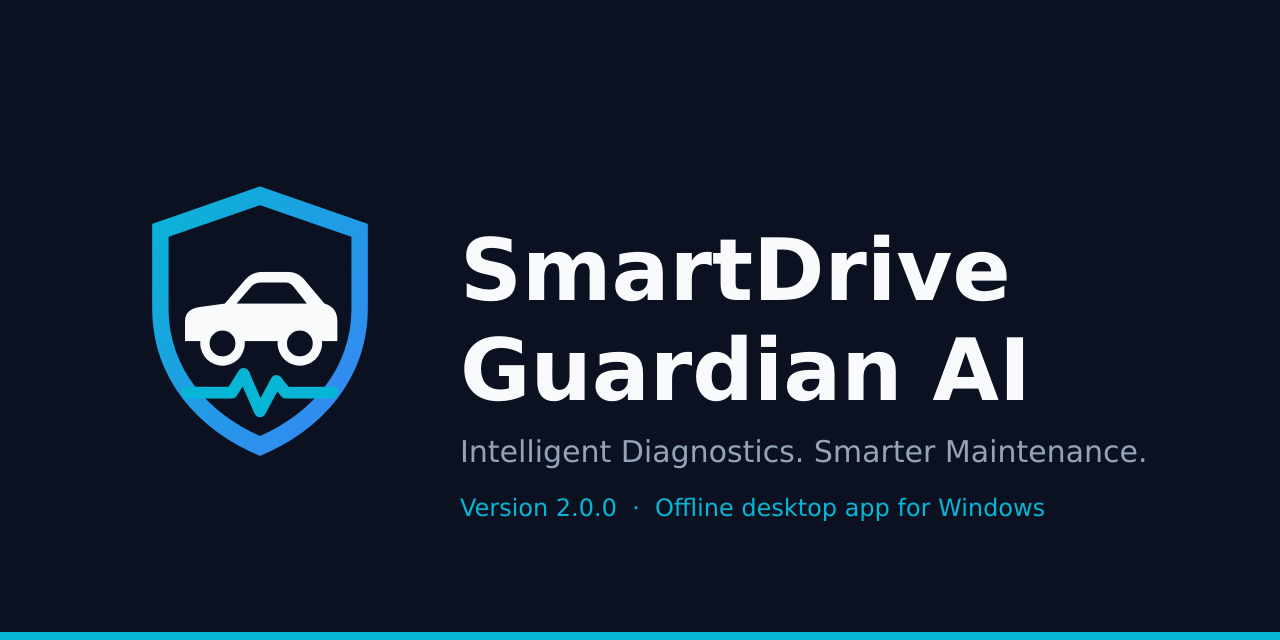 SmartDrive
Guardian AI
Intelligent Diagnostics. Smarter Maintenance.
Version 2.0.0 · Offline desktop app for Windows